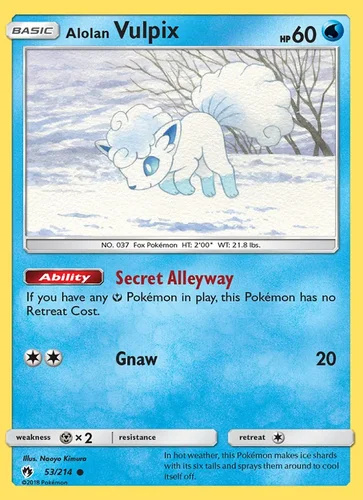 BASIC Alolan Vulpix HP 60
NO. 037 Fox Pokémon HT: 2'00" WT: 21.8 lbs.
Ability Secret Alleyway
If you have any Pokémon in play, this Pokémon has no
Retreat Cost.
Gnaw 20
weakness ×2 resistance retreat
Illus. Naoyo Kimura
53/214
©2018 Pokémon
In hot weather, this Pokémon makes ice shards
with its six tails and sprays them around to cool
itself off.